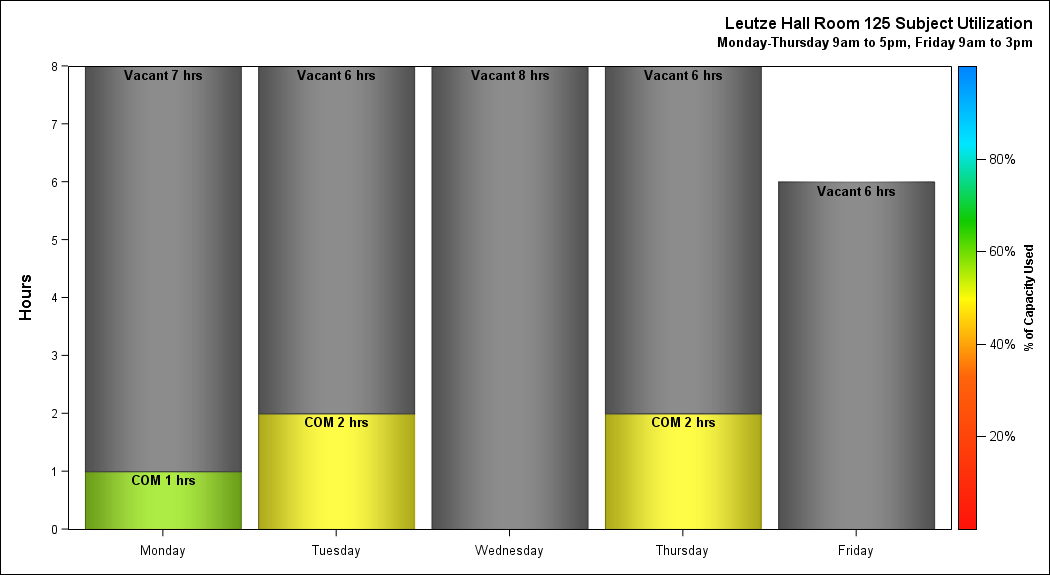 Leutze Hall Room 125 Subject Utilization
Monday-Thursday 9am to 5pm, Friday 9am to 3pm
Hours
8
7
6
5
4
3
2
1
0
Vacant 7 hrs
COM 1 hrs
Vacant 6 hrs
COM 2 hrs
Vacant 8 hrs
Vacant 6 hrs
COM 2 hrs
Vacant 6 hrs
Monday
Tuesday
Wednesday
Thursday
Friday
80%
60%
40%
20%
% of Capacity Used